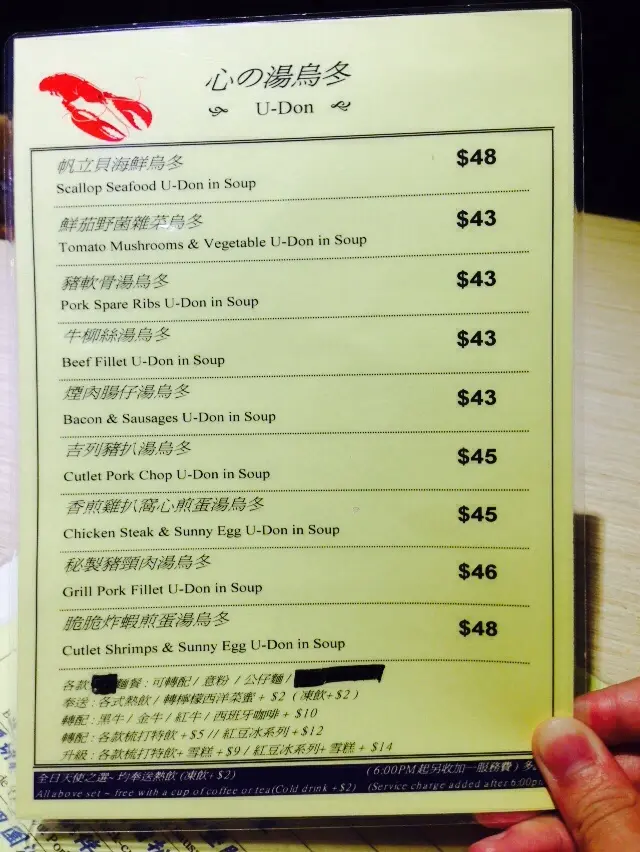 心の湯烏冬
U-Don
帆立貝海鮮烏冬
$48
Scallop Seafood U-Don in Soup
鮮茄野菌雜菜烏冬
$43
Tomato Mushrooms & Vegetable U-Don in Soup
豬軟骨湯烏冬
$43
Pork Spare Ribs U-Don in Soup
牛柳絲湯烏冬
$43
Beef Fillet U-Don in Soup
煙肉腸仔湯烏冬
$43
Bacon & Sausages U-Don in Soup
吉列豬扒湯烏冬
$45
Cutlet Pork Chop U-Don in Soup
香煎雞扒窩心煎蛋湯烏冬
$45
Chicken Steak & Sunny Egg U-Don in Soup
秘製豬頸肉湯烏冬
$46
Grill Pork Fillet U-Don in Soup
脆脆炸蝦煎蛋湯烏冬
$48
Cutlet Shrimps & Sunny Egg U-Don in Soup
各款 麵餐 : 可轉配 / 意粉 / 公仔麵 /
奉送 : 各式熱飲 / 轉檸檬西洋菜蜜 + $2 ( 凍飲+ $2 )
轉配 : 黑牛 / 金牛 / 紅牛 / 西班牙咖啡 + $10
轉配 : 各款梳打特飲 + $5 // 紅豆冰系列 + $12
升級 : 各款梳打特飲+ 雪糕 + $9 / 紅豆冰系列+ 雪糕 + $14
全日天使之選~ 均奉送熱飲 (凍飲+ $2) ( 6:00PM 起另收加一服務費 ) 多
All above set ~ free with a cup of coffee or tea(Cold drink +$2) (Service charge added after 6:00p